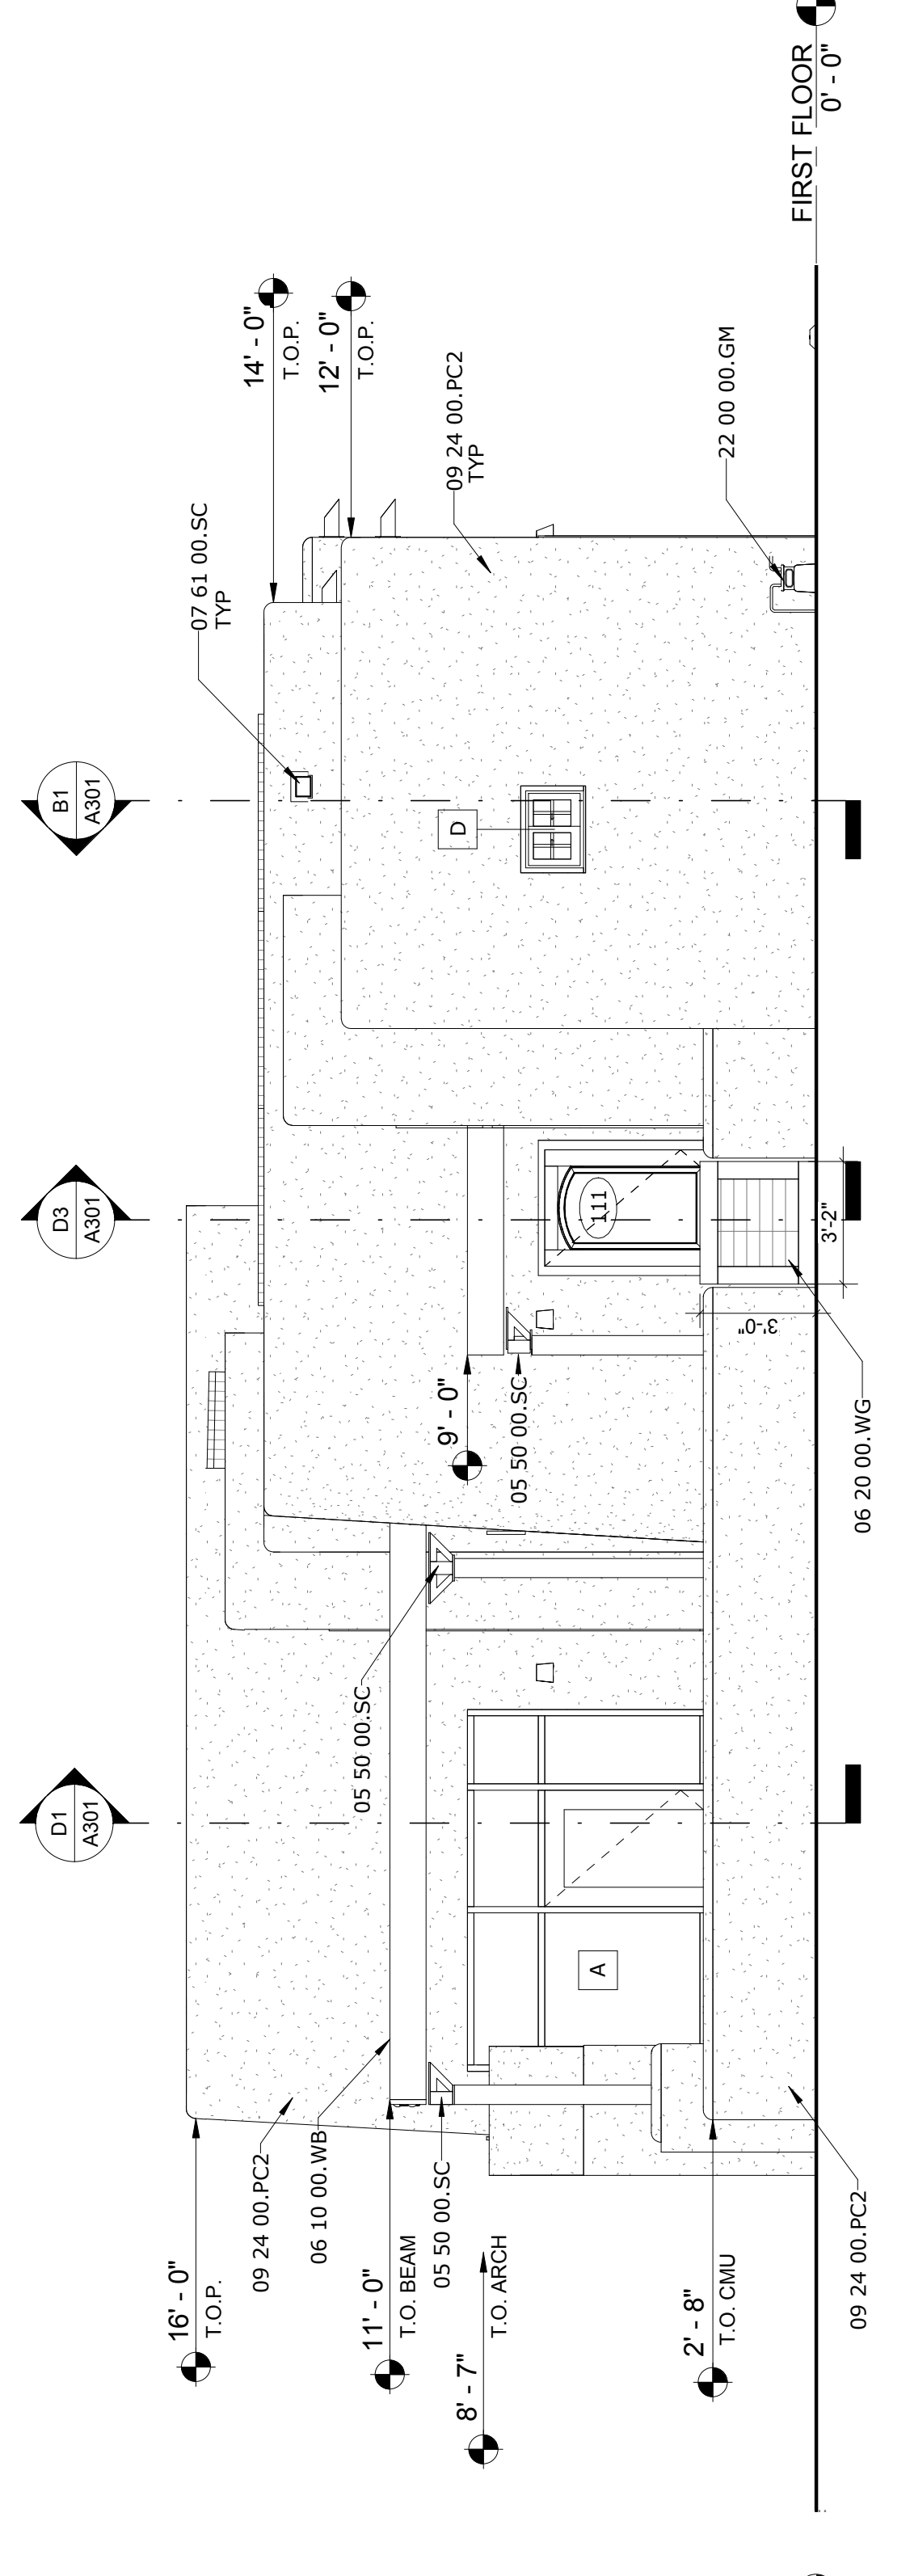 D1
A301
D3
A301
B1
A301
16' - 0"
T.O.P.
09 24 00.PC2
06 10 00.WB
11' - 0"
T.O. BEAM
05 50 00.SC
8' - 7"
T.O. ARCH
2' - 8"
T.O. CMU
09 24 00.PC2
A
05 50 00.SC
9' - 0"
05 50 00.SC
111
3'-0"
3'-2"
06 20 00.WG
D
07 61 00.SC
TYP
14' - 0"
T.O.P.
12' - 0"
T.O.P.
09 24 00.PC2
TYP
22 00 00.GM
FIRST FLOOR
0' - 0"